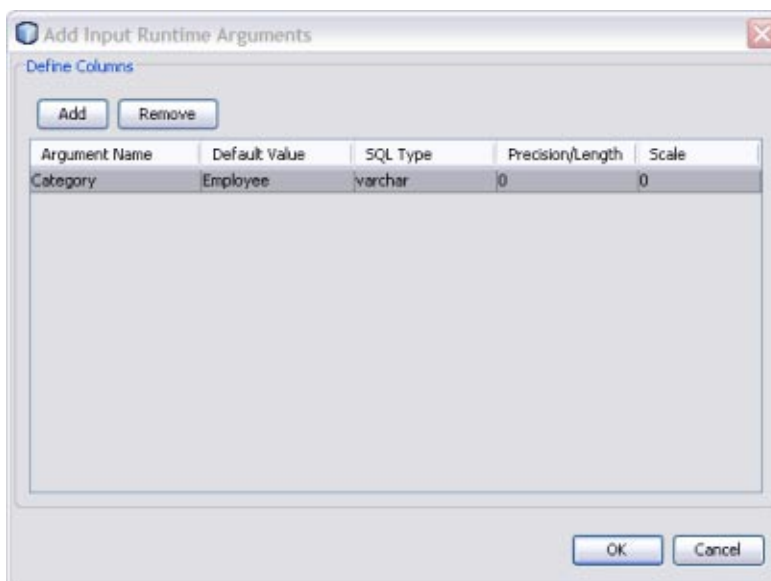 Add Input Runtime Arguments
Define Columns
Add Remove
Argument Name Default Value SQL Type Precision/Length Scale
Category Employee varchar 0 0
OK Cancel